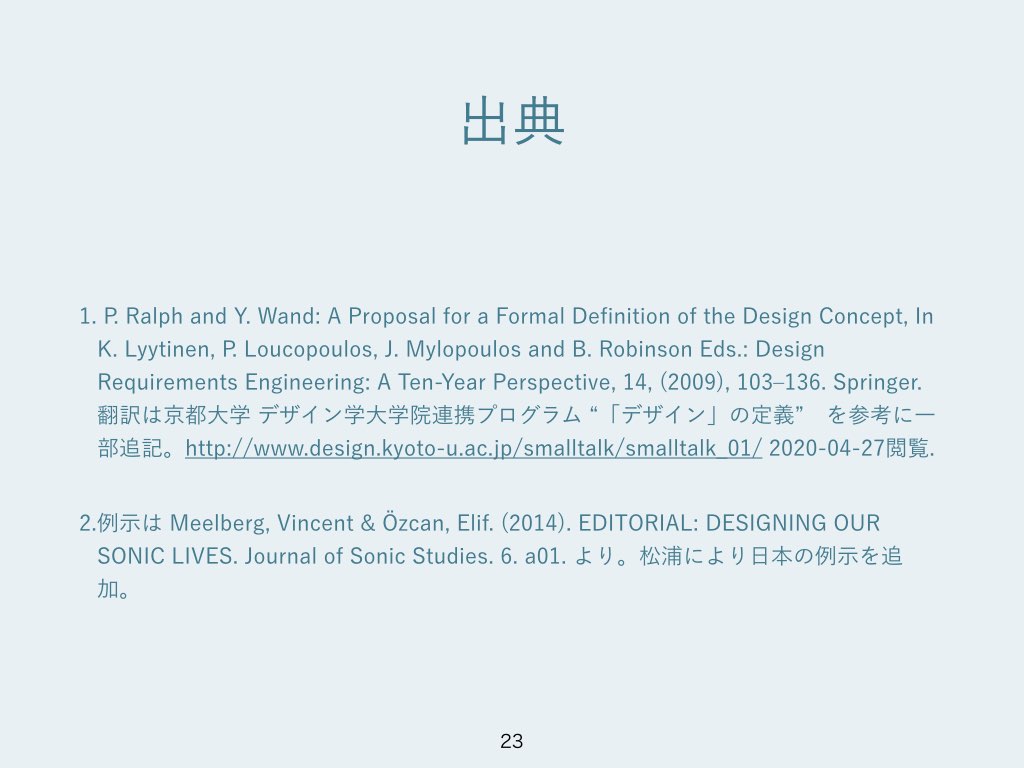 出典
1. P. Ralph and Y. Wand: A Proposal for a Formal Definition of the Design Concept, In
K. Lyytinen, P. Loucopoulos, J. Mylopoulos and B. Robinson Eds.: Design
Requirements Engineering: A Ten-Year Perspective, 14, (2009), 103–136. Springer.
翻訳は京都大学 デザイン学大学院連携プログラム “「デザイン」の定義” を参考に一
部追記。http://www.design.kyoto-u.ac.jp/smalltalk/smalltalk_01/ 2020-04-27閲覧.
2.例示は Meelberg, Vincent & Özcan, Elif. (2014). EDITORIAL: DESIGNING OUR
SONIC LIVES. Journal of Sonic Studies. 6. a01. より。松浦により日本の例示を追
加。
23